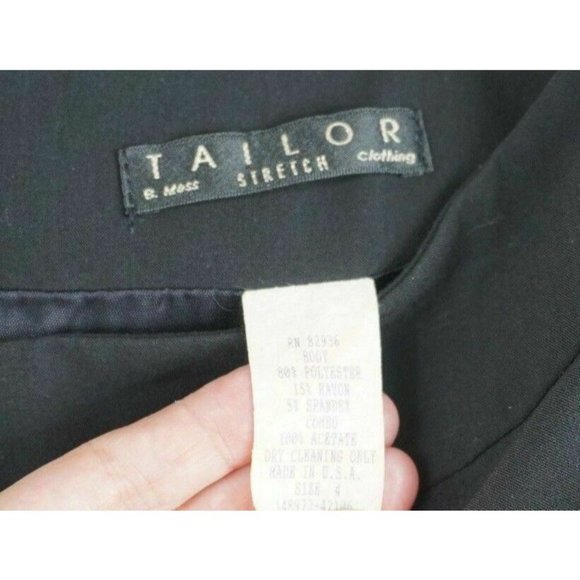 TAILOR
B. Moss STRETCH Clothing
RN 82936
BODY
80% POLYESTER
15% RAYON
5% SPANDEX
COMBO
100% ACETATE
DRY CLEANING ONLY
MADE IN U.S.A.
SIZE 4